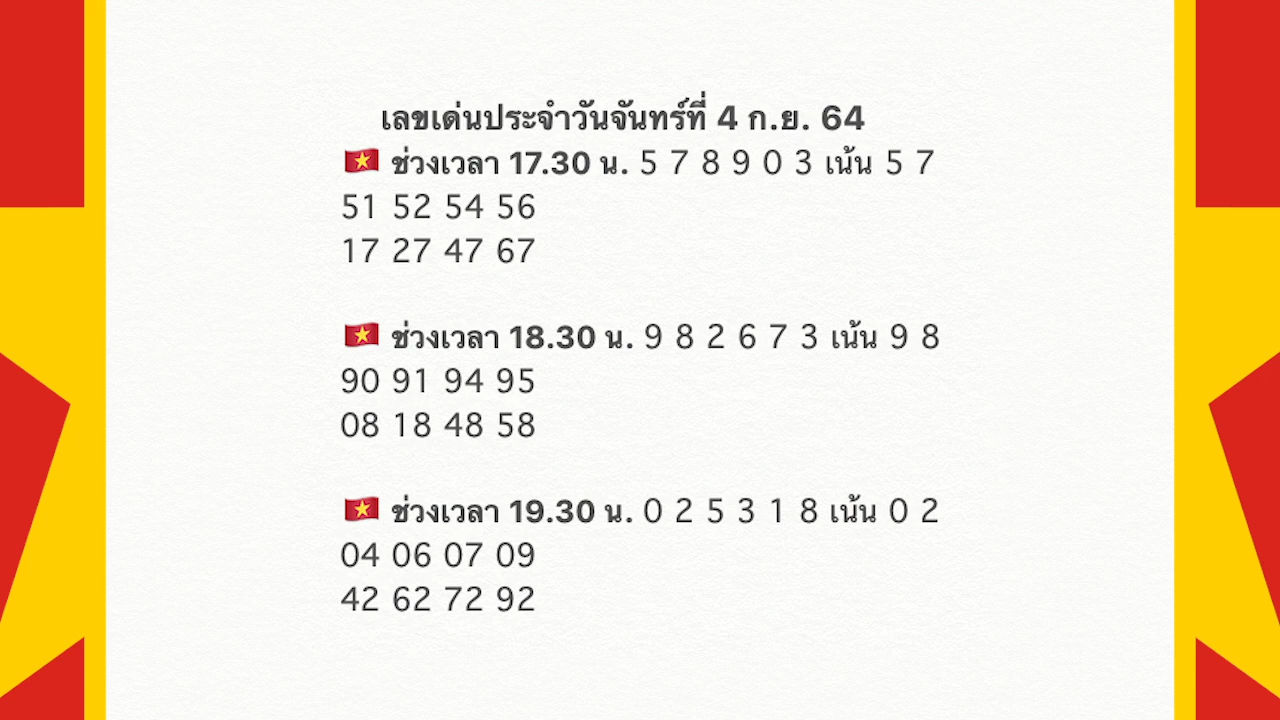 เลขเด่นประจำวันจันทร์ที่ 4 ก.ย. 64
🇻🇳 ช่วงเวลา 17.30 น. 5 7 8 9 0 3 เน้น 5 7
51 52 54 56
17 27 47 67
🇻🇳 ช่วงเวลา 18.30 น. 9 8 2 6 7 3 เน้น 9 8
90 91 94 95
08 18 48 58
🇻🇳 ช่วงเวลา 19.30 น. 0 2 5 3 1 8 เน้น 0 2
04 06 07 09
42 62 72 92